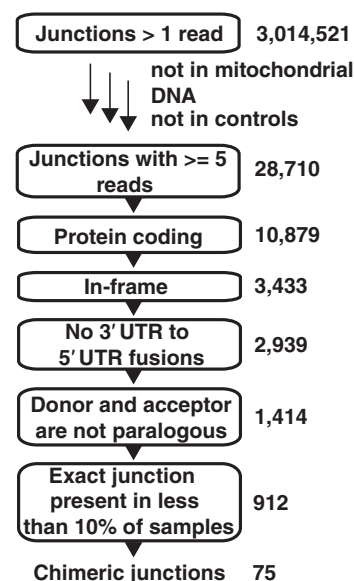 Junctions > 1 read 3,014,521
not in mitochondrial
DNA
not in controls
Junctions with >= 5
reads
28,710
Protein coding 10,879
In-frame 3,433
No 3′ UTR to
5′ UTR fusions
2,939
Donor and acceptor
are not paralogous
1,414
Exact junction
present in less
than 10% of samples
912
Chimeric junctions 75